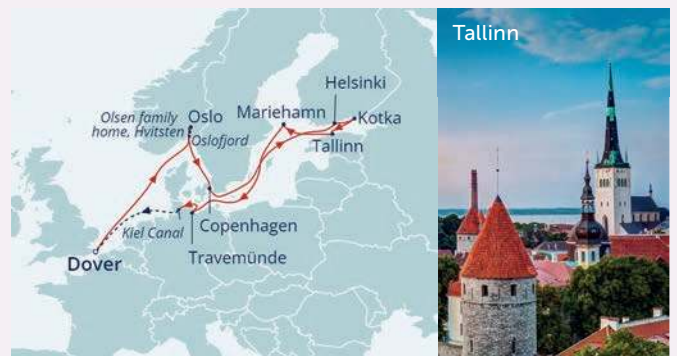 Helsinki
Mariehamn
Kotka
Olsen family
home, Hvitsten
Oslo
Oslofjord
Tallinn
Copenhagen
Kiel Canal
Travemünde
Dover
Tallinn